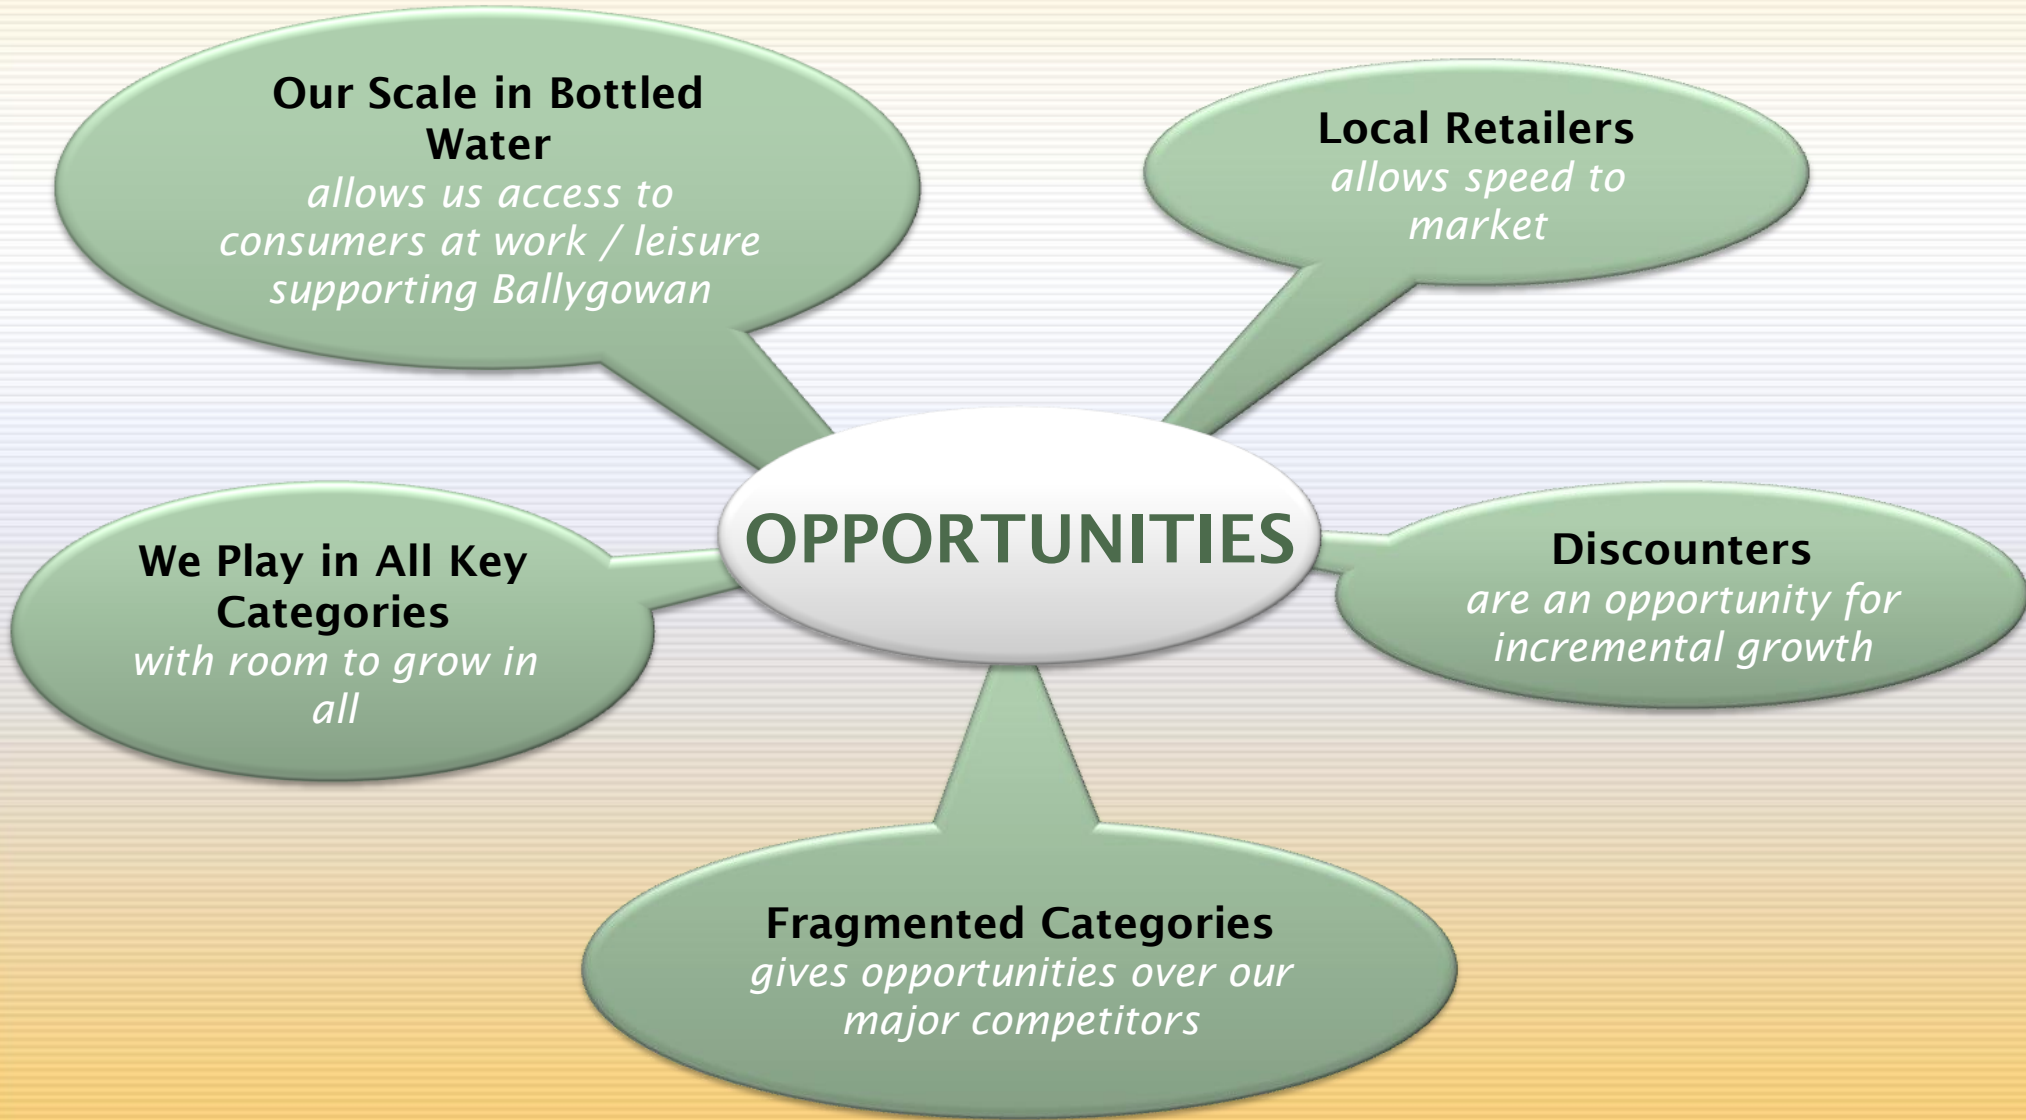 Our Scale in Bottled
Water
allows us access to
consumers at work / leisure
supporting Ballygowan
Local Retailers
allows speed to
market
OPPORTUNITIES
We Play in All Key
Categories
with room to grow in
all
Discounters
are an opportunity for
incremental growth
Fragmented Categories
gives opportunities over our
major competitors